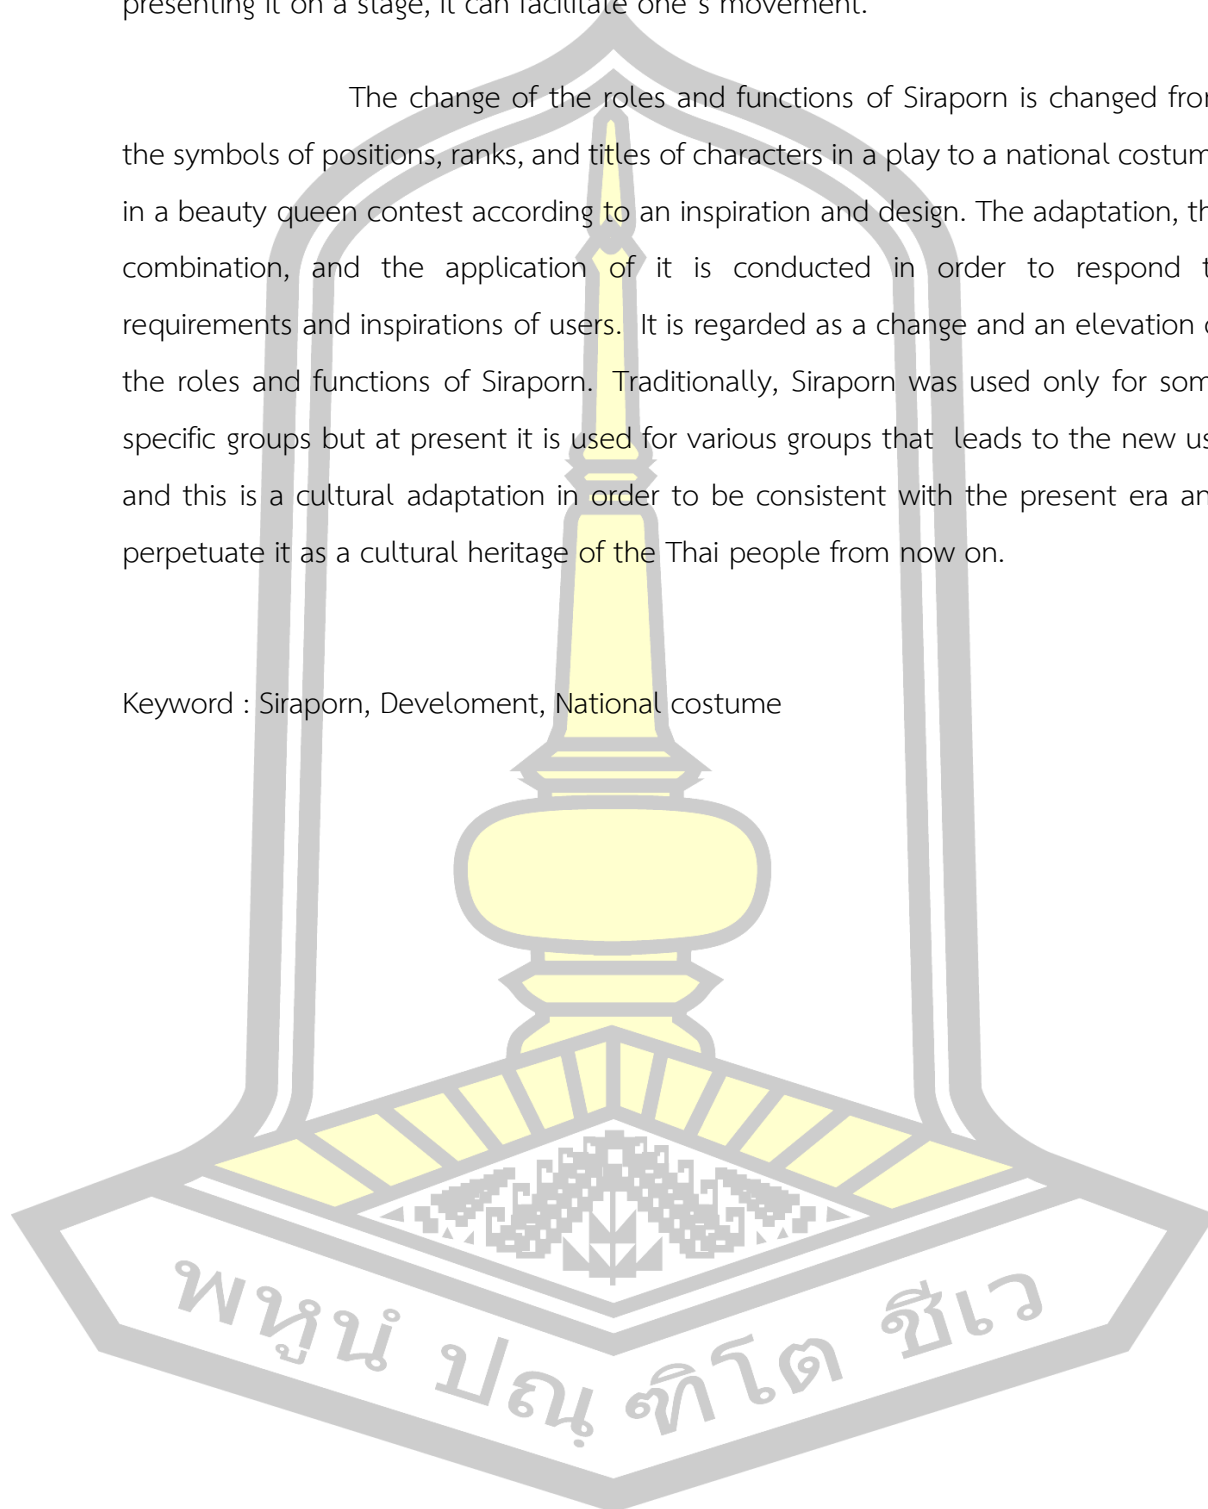 presenting it on a stage, it can facilitate one's movement.
The change of the roles and functions of Siraporn is changed from
the symbols of positions, ranks, and titles of characters in a play to a national costum
in a beauty queen contest according to an inspiration and design. The adaptation, th
combination, and the application of it is conducted in order to respond t
requirements and inspirations of users. It is regarded as a change and an elevation o
the roles and functions of Siraporn. Traditionally, Siraporn was used only for som
specific groups but at present it is used for various groups that leads to the new us
and this is a cultural adaptation in order to be consistent with the present era an
perpetuate it as a cultural heritage of the Thai people from now on.
Keyword : Siraporn, Develoment, National costume
พหูนํ ปณฺฑิโต ชีเว